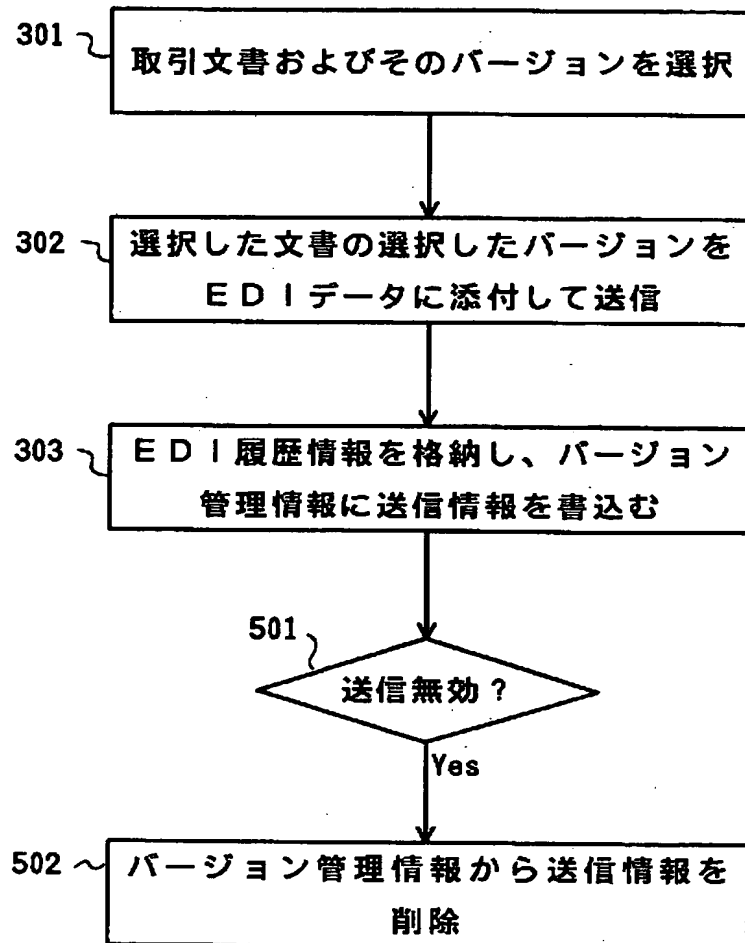 301
取引文書およびそのバージョンを選択
302
選択した文書の選択したバージョンを
ＥＤＩデータに添付して送信
303
ＥＤＩ履歴情報を格納し、バージョン
管理情報に送信情報を書込む
501
送信無効？
Yes
502
バージョン管理情報から送信情報を
削除